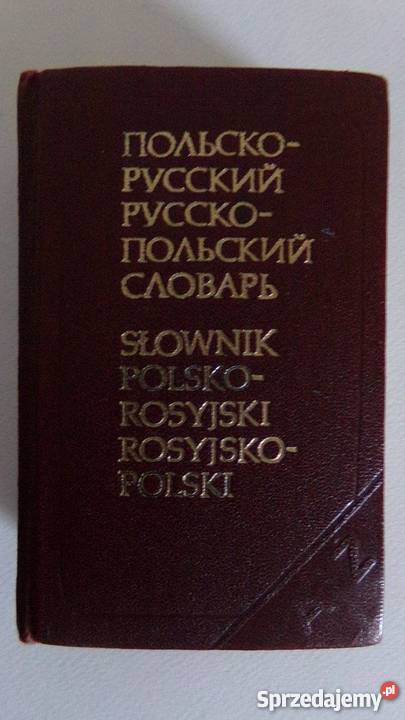 ПОЛЬСКО-
РУССКИЙ
РУССКО-
ПОЛЬСКИЙ
СЛОВАРЬ
SŁOWNIK
POLSKO-
ROSYJSKI
ROSYJSKO-
POLSKI
Sprzedajemy.pl